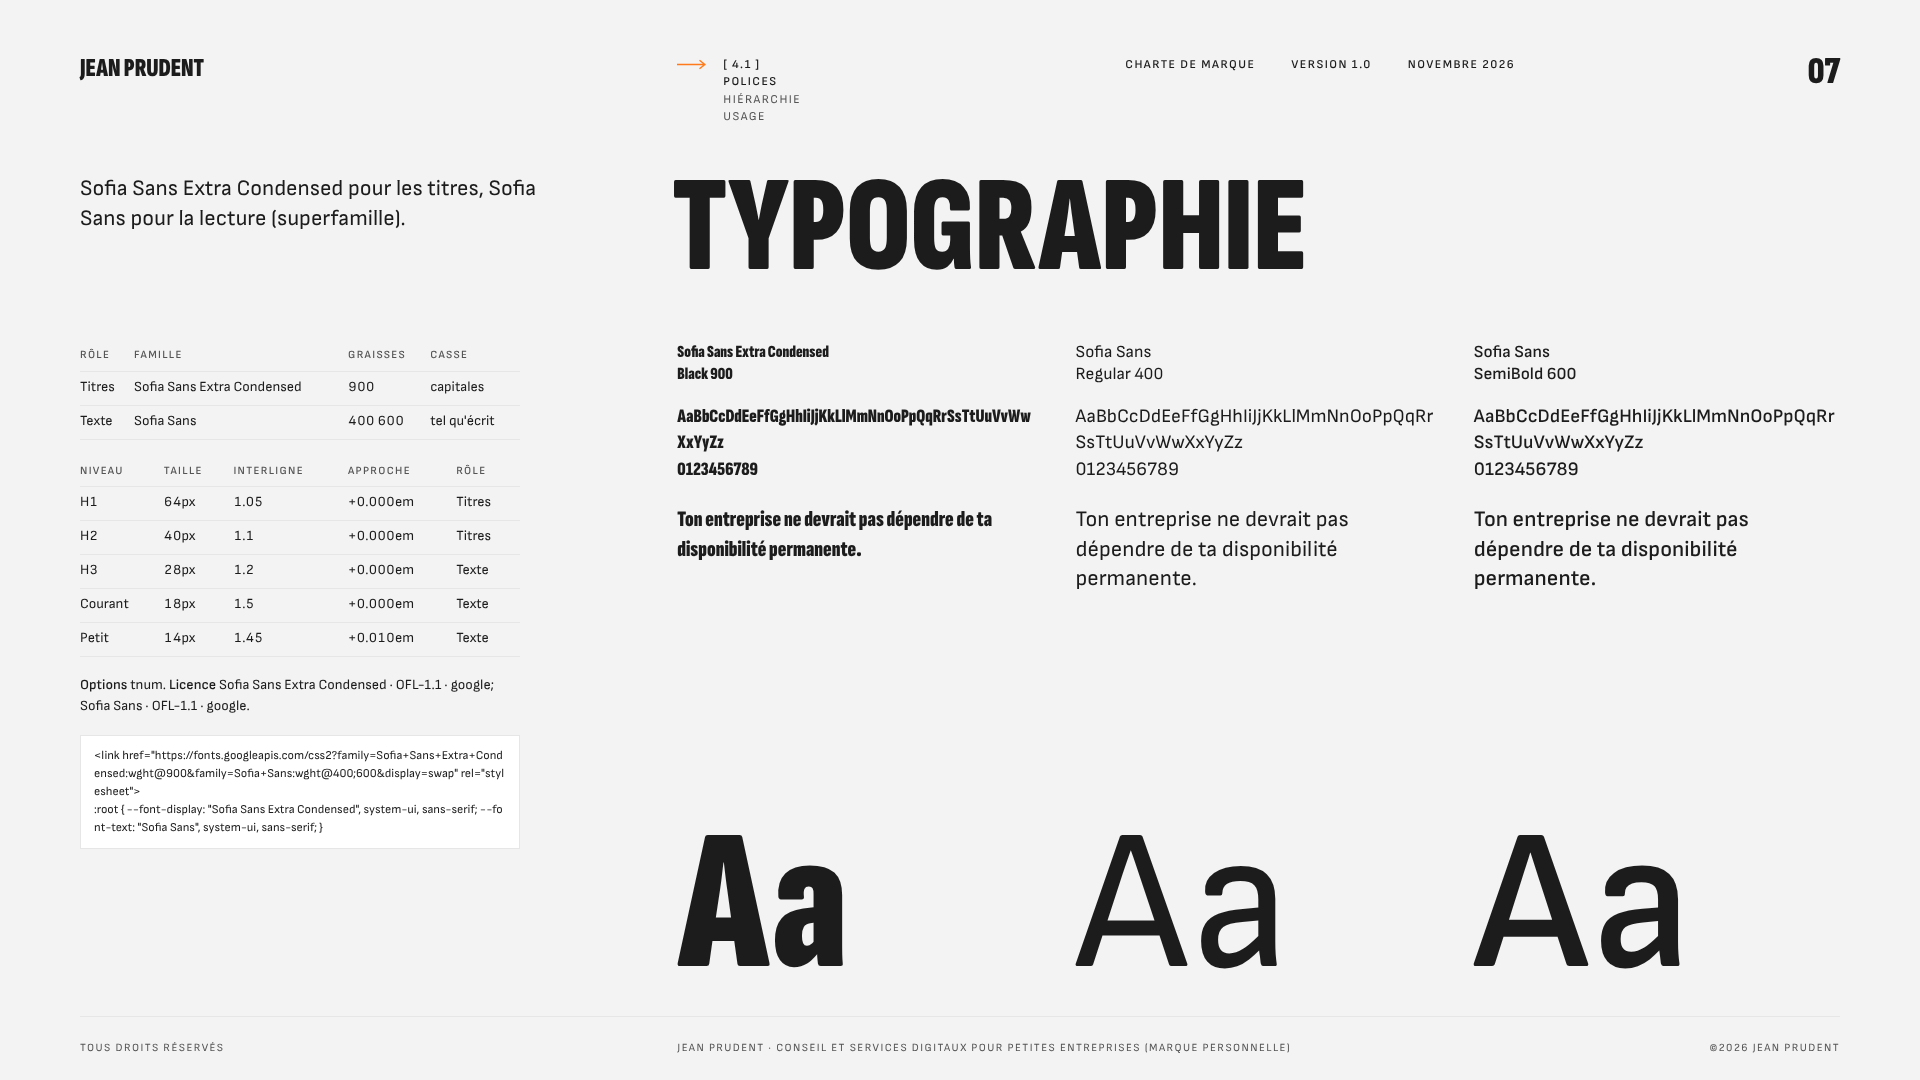 JEAN PRUDENT
[ 4.1 ]
POLICES
HIÉRARCHIE
USAGE
CHARTE DE MARQUE VERSION 1.0 NOVEMBRE 2026
07
Sofia Sans Extra Condensed pour les titres, Sofia
Sans pour la lecture (superfamille).
TYPOGRAPHIE
RÔLE FAMILLE GRAISSES CASSE
Titres Sofia Sans Extra Condensed 900 capitales
Texte Sofia Sans 400 600 tel qu'écrit
NIVEAU TAILLE INTERLIGNE APPROCHE RÔLE
H1 64px 1.05 +0.000em Titres
H2 40px 1.1 +0.000em Titres
H3 28px 1.2 +0.000em Texte
Courant 18px 1.5 +0.000em Texte
Petit 14px 1.45 +0.010em Texte
Options tnum. Licence Sofia Sans Extra Condensed · OFL-1.1 · google;
Sofia Sans · OFL-1.1 · google.
<link href="https://fonts.googleapis.com/css2?family=Sofia+Sans+Extra+Cond
ensed:wght@900&family=Sofia+Sans:wght@400;600&display=swap" rel="styl
esheet">
:root { --font-display: "Sofia Sans Extra Condensed", system-ui, sans-serif; --fo
nt-text: "Sofia Sans", system-ui, sans-serif; }
Sofia Sans Extra Condensed
Black 900
AaBbCcDdEeFfGgHhIiJjKkLlMmNnOoPpQqRrSsTtUuVvWw
XxYyZz
0123456789
Ton entreprise ne devrait pas dépendre de ta
disponibilité permanente.
Aa
Sofia Sans
Regular 400
AaBbCcDdEeFfGgHhIiJjKkLlMmNnOoPpQqRr
SsTtUuVvWwXxYyZz
0123456789
Ton entreprise ne devrait pas
dépendre de ta disponibilité
permanente.
Aa
Sofia Sans
SemiBold 600
AaBbCcDdEeFfGgHhIiJjKkLlMmNnOoPpQqRr
SsTtUuVvWwXxYyZz
0123456789
Ton entreprise ne devrait pas
dépendre de ta disponibilité
permanente.
Aa
TOUS DROITS RÉSERVÉS
JEAN PRUDENT · CONSEIL ET SERVICES DIGITAUX POUR PETITES ENTREPRISES (MARQUE PERSONNELLE)
©2026 JEAN PRUDENT